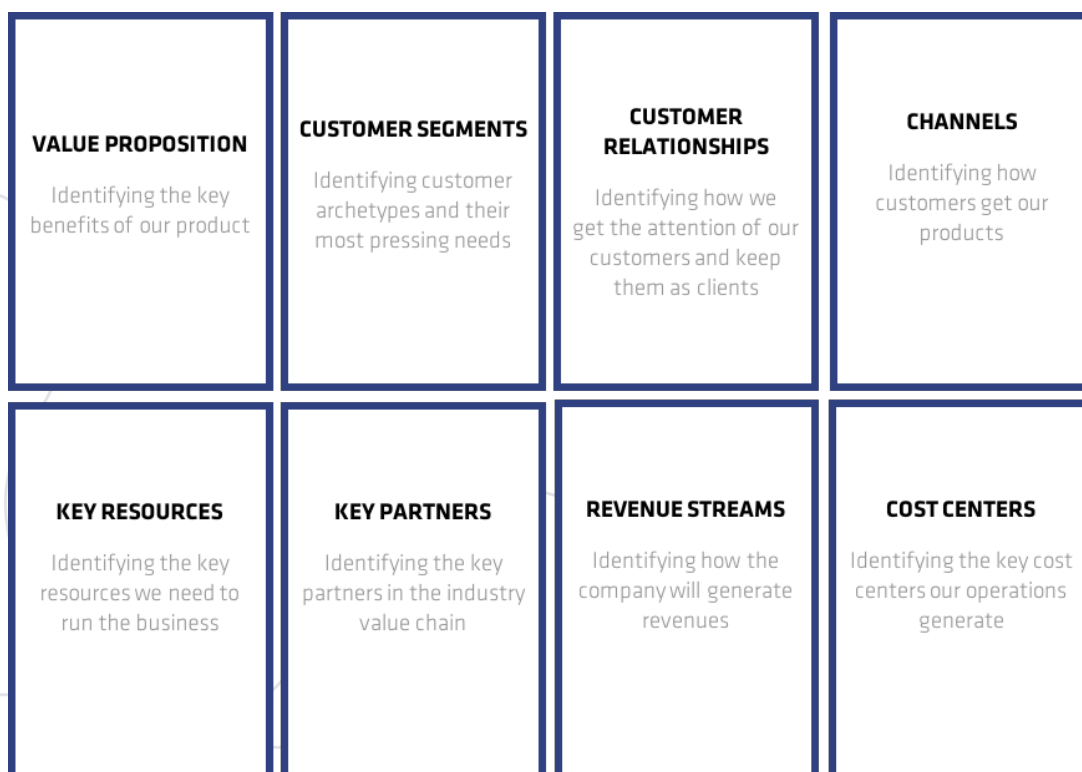 VALUE PROPOSITION
Identifying the key
benefits of our product
CUSTOMER SEGMENTS
Identifying customer
archetypes and their
most pressing needs
CUSTOMER
RELATIONSHIPS
Identifying how we
get the attention of our
customers and keep
them as clients
CHANNELS
Identifying how
customers get our
products
KEY RESOURCES
Identifying the key
resources we need to
run the business
KEY PARTNERS
Identifying the key
partners in the industry
value chain
REVENUE STREAMS
Identifying how the
company will generate
revenues
COST CENTERS
Identifying the key cost
centers our operations
generate